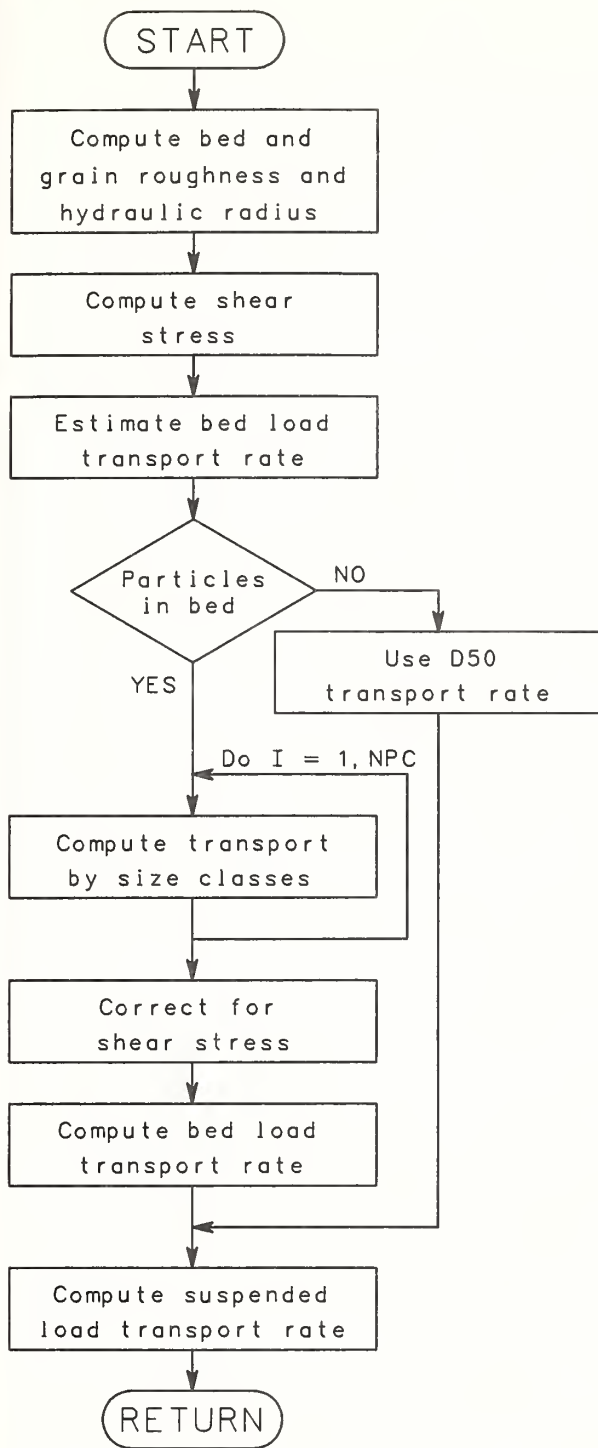 START
Compute bed and
grain roughness and
hydraulic radius
Compute shear
stress
Estimate bed load
transport rate
Particles
in bed
NO
YES
Use D50
transport rate
Do I = 1, NPC
Compute transport
by size classes
Correct for
shear stress
Compute bed load
transport rate
Compute suspended
load transport rate
RETURN